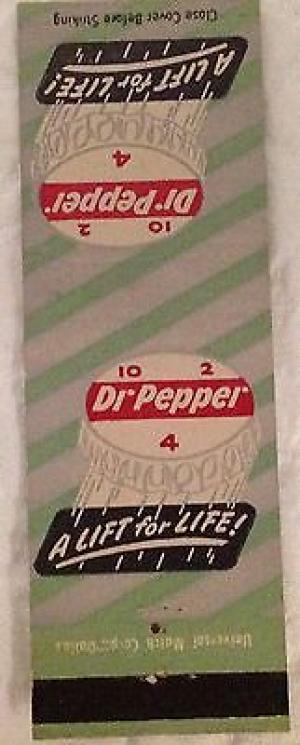 Close Cover Before Striking
A LIFT for LIFE!
4
Dr Pepper
10 2
10 2
Dr Pepper
4
A LIFT for LIFE!
Universal Match Corp. Dallas